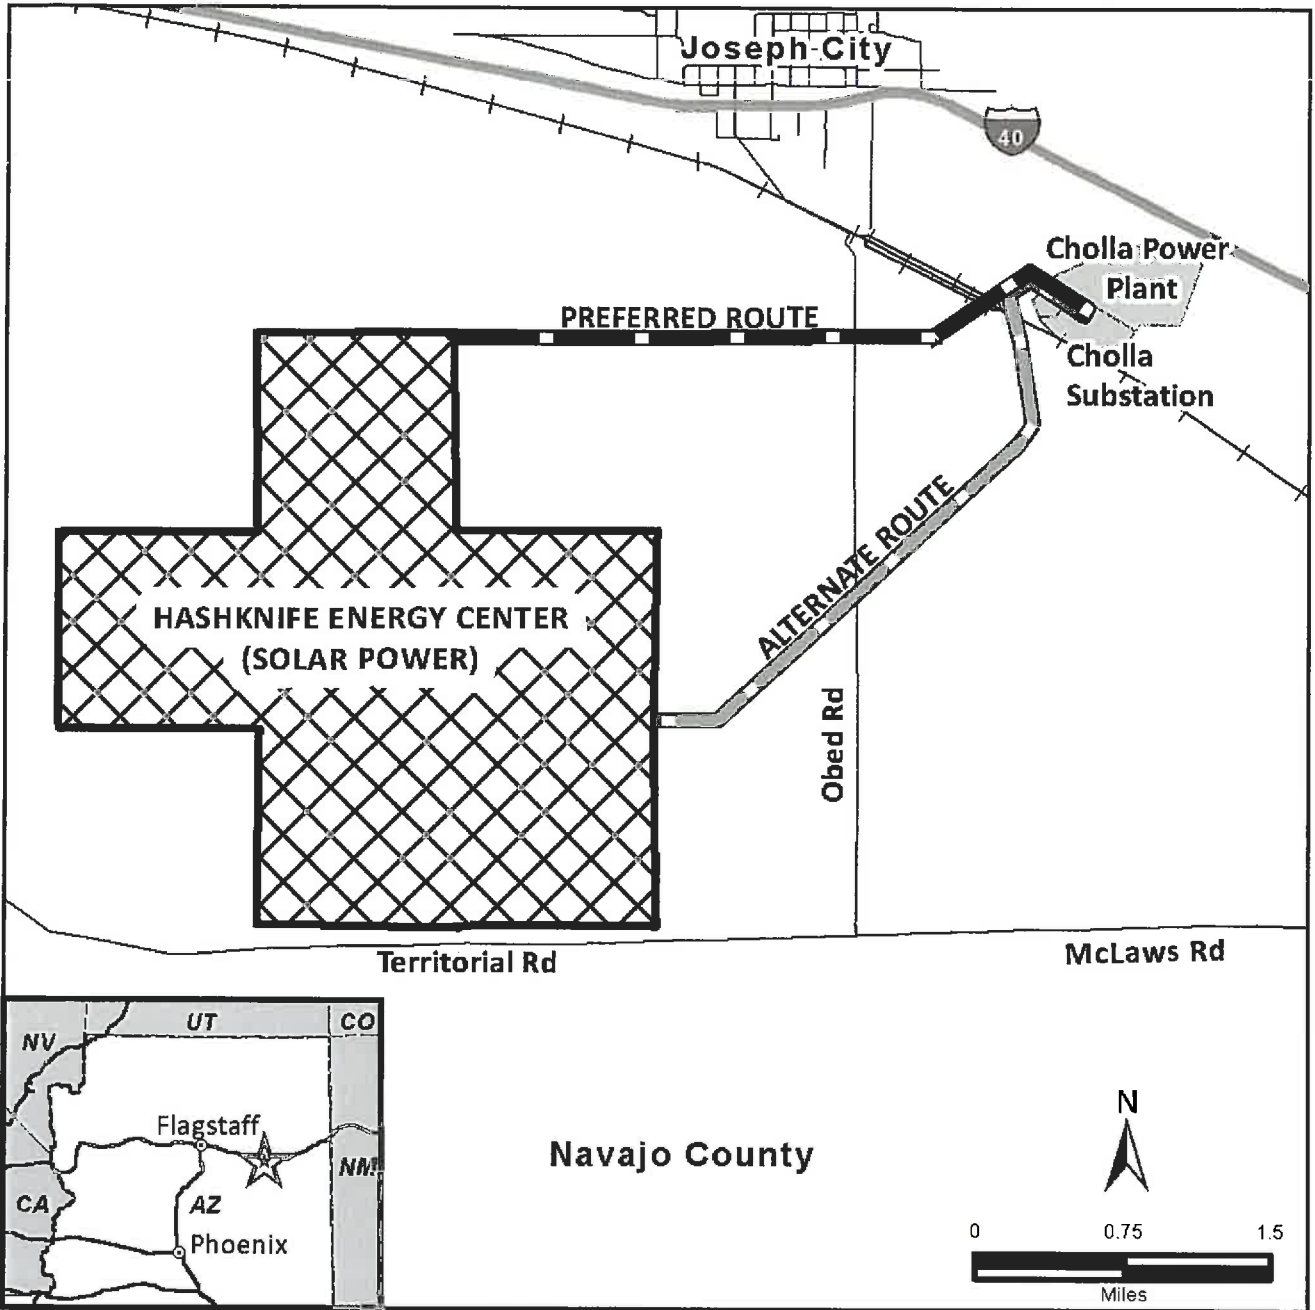 Joseph City
40
Cholla Power
Plant
PREFERRED ROUTE
Cholla
Substation
ALTERNATE ROUTE
HASHKNIFE ENERGY CENTER
(SOLAR POWER)
Obed Rd
Territorial Rd
McLaws Rd
UT
CO
NV
Flagstaff
NM
CA
AZ
Phoenix
Navajo County
N
0 0.75 1.5
Miles